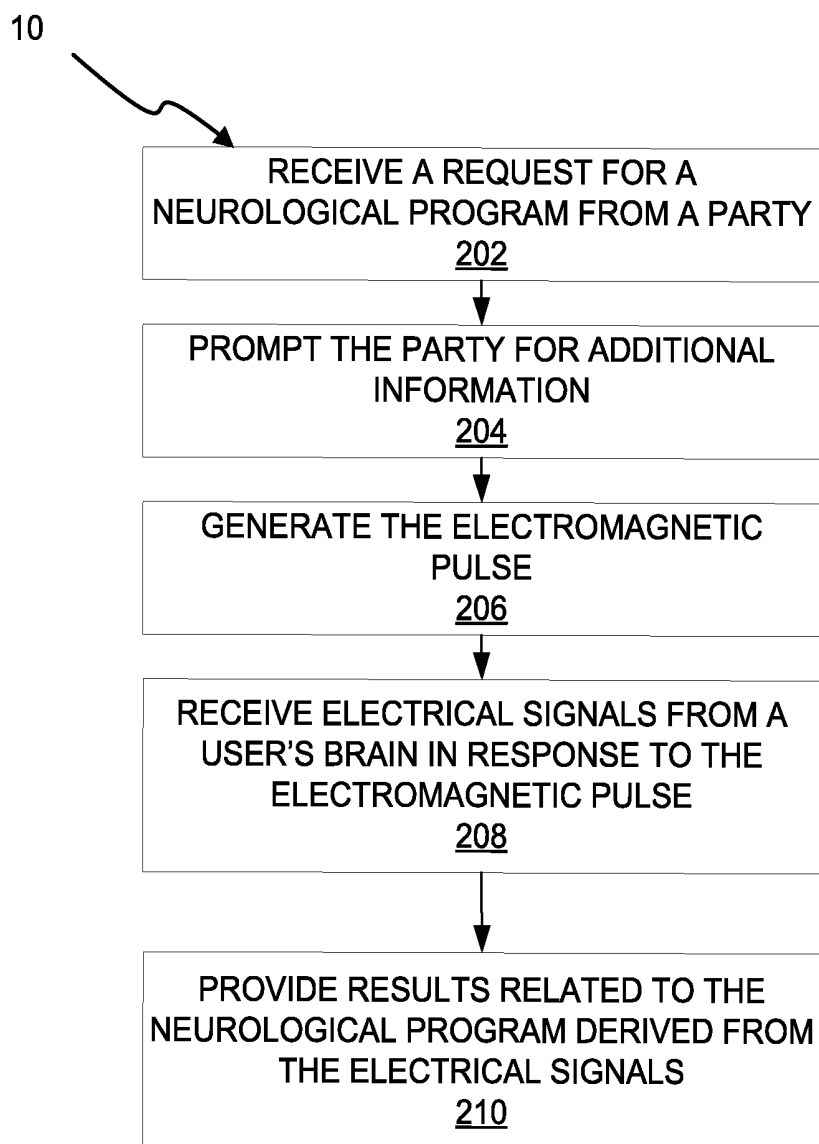 10
RECEIVE A REQUEST FOR A
NEUROLOGICAL PROGRAM FROM A PARTY
202
PROMPT THE PARTY FOR ADDITIONAL
INFORMATION
204
GENERATE THE ELECTROMAGNETIC
PULSE
206
RECEIVE ELECTRICAL SIGNALS FROM A
USER'S BRAIN IN RESPONSE TO THE
ELECTROMAGNETIC PULSE
208
PROVIDE RESULTS RELATED TO THE
NEUROLOGICAL PROGRAM DERIVED FROM
THE ELECTRICAL SIGNALS
210